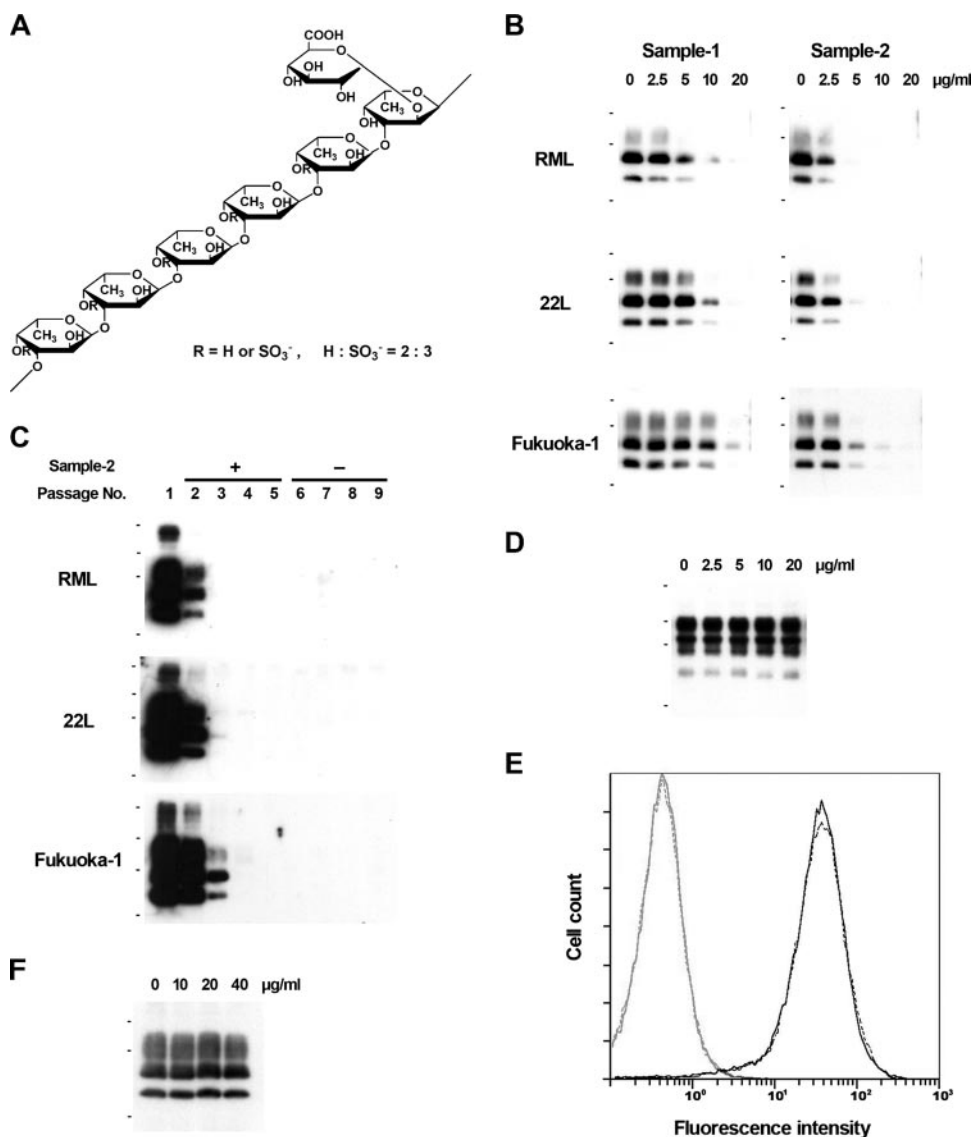 A
COOH
O
OH
OH
OH
O
CH₃
O
OH
O
O
CH₃
OH
OR
O
O
CH₃
OH
OR
O
O
CH₃
OH
OR
O
O
CH₃
OH
OR
O
O
CH₃
OH
OR
O
R = H or SO₃⁻ , H : SO₃⁻ = 2 : 3
B
Sample-1 Sample-2
0 2.5 5 10 20 0 2.5 5 10 20 µg/ml
RML
22L
Fukuoka-1
C
Sample-2 + –
Passage No. 1 2 3 4 5 6 7 8 9
RML
22L
Fukuoka-1
D
0 2.5 5 10 20 µg/ml
E
Cell count
10⁰ 10¹ 10² 10³
Fluorescence intensity
F
0 10 20 40 µg/ml